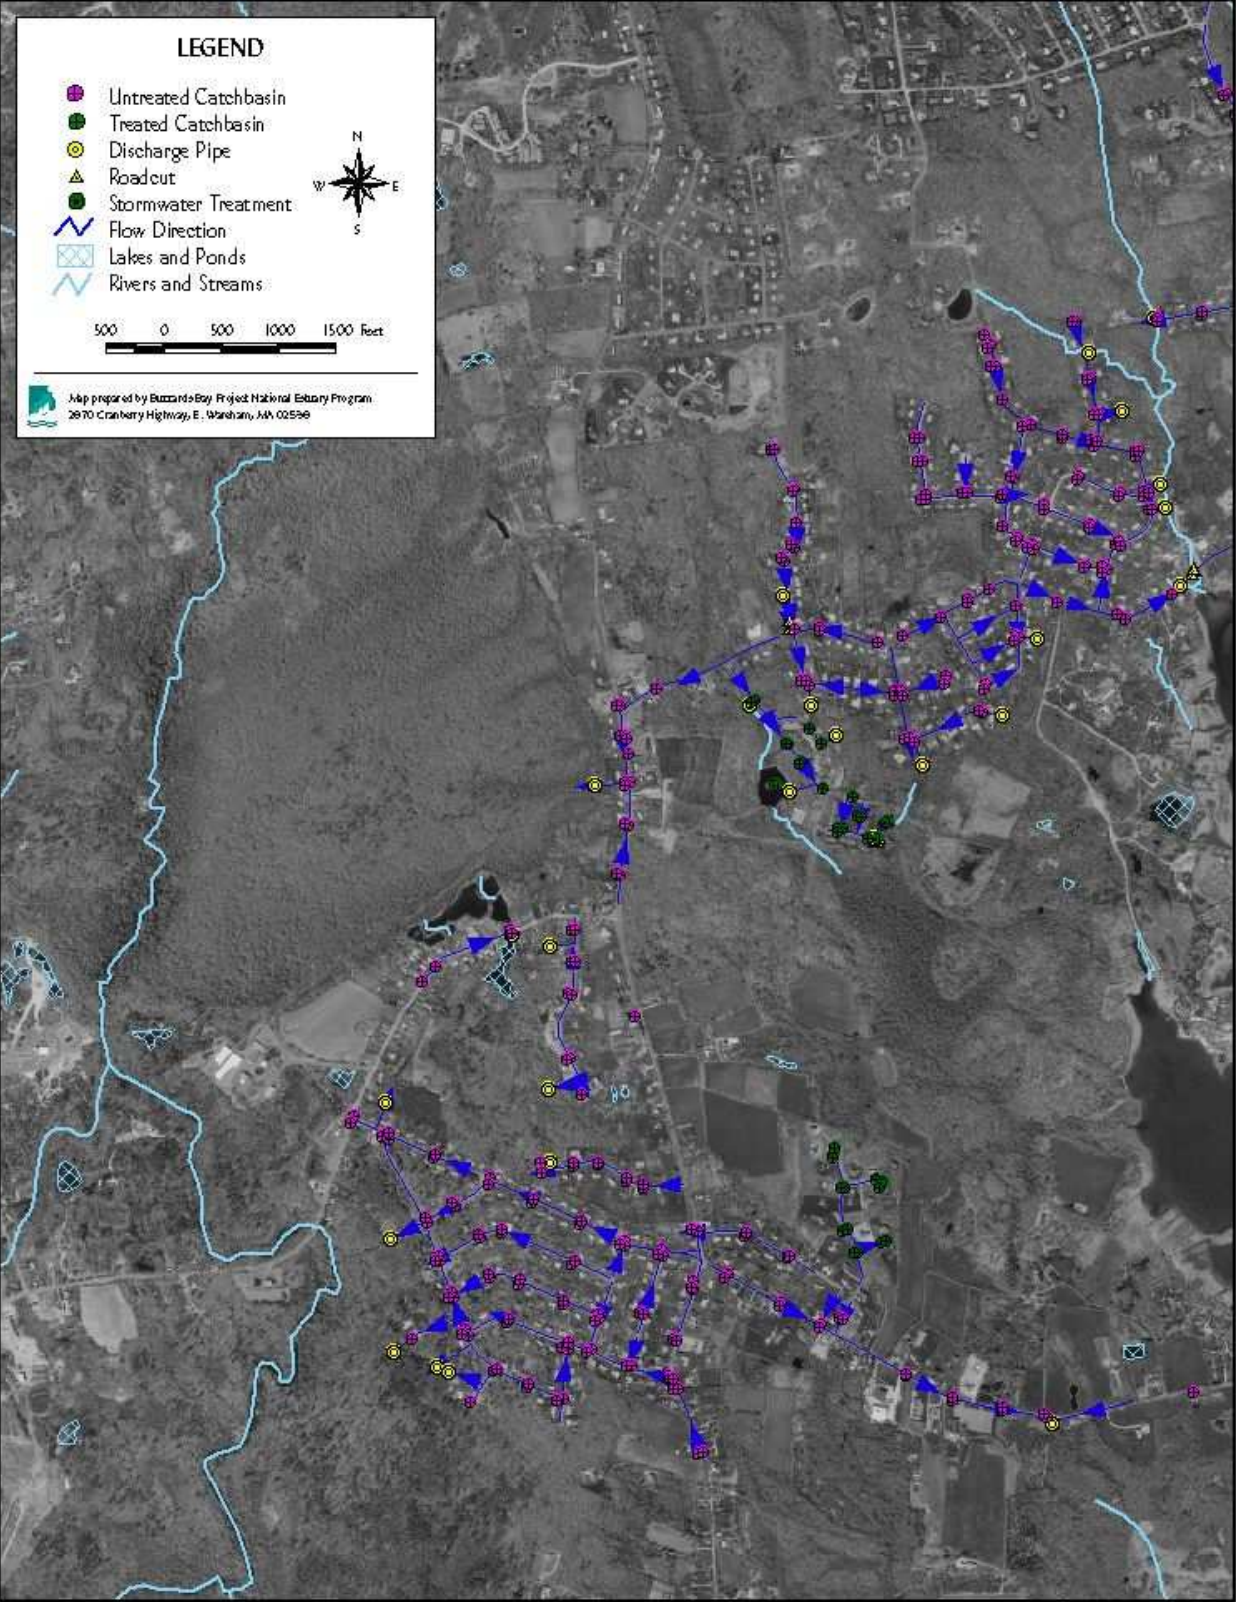 LEGEND
Untreated Catchbasin
Treated Catchbasin
Discharge Pipe
Roadcut
Stormwater Treatment
Flow Direction
Lakes and Ponds
Rivers and Streams
N
W E
S
500 0 500 1000 1500 Feet
Map prepared by Buzzards Bay Project National Estuary Program
2870 Cranberry Highway, E. Wareham, MA 02538